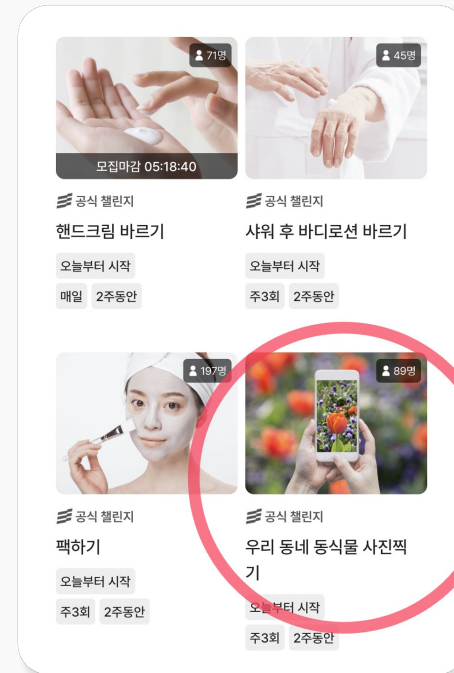 71명
모집마감 05:18:40
공식 챌린지
핸드크림 바르기
오늘부터 시작
매일 2주동안
45명
공식 챌린지
샤워 후 바디로션 바르기
오늘부터 시작
주3회 2주동안
197명
공식 챌린지
팩하기
오늘부터 시작
주3회 2주동안
89명
공식 챌린지
우리 동네 동식물 사진찍
기
오늘부터 시작
주3회 2주동안